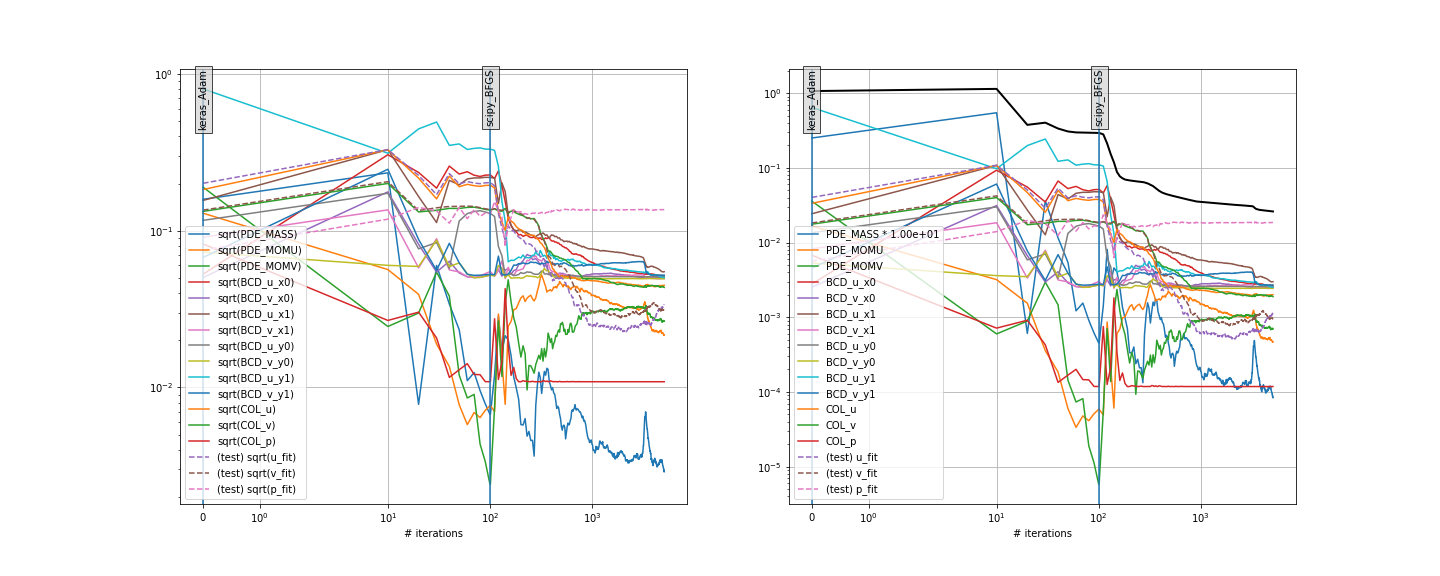 10⁰
10⁻¹
10⁻²
keras_Adam
scipy_BFGS
sqrt(PDE_MASS)
sqrt(PDE_MOMU)
sqrt(PDE_MOMV)
sqrt(BCD_u_x0)
sqrt(BCD_v_x0)
sqrt(BCD_u_x1)
sqrt(BCD_v_x1)
sqrt(BCD_u_y0)
sqrt(BCD_v_y0)
sqrt(BCD_u_y1)
sqrt(BCD_v_y1)
sqrt(COL_u)
sqrt(COL_v)
sqrt(COL_p)
(test) sqrt(u_fit)
(test) sqrt(v_fit)
(test) sqrt(p_fit)
0 10⁰ 10¹ 10² 10³
# iterations
10⁰
10⁻¹
10⁻²
10⁻³
10⁻⁴
10⁻⁵
keras_Adam
scipy_BFGS
PDE_MASS * 1.00e+01
PDE_MOMU
PDE_MOMV
BCD_u_x0
BCD_v_x0
BCD_u_x1
BCD_v_x1
BCD_u_y0
BCD_v_y0
BCD_u_y1
BCD_v_y1
COL_u
COL_v
COL_p
(test) u_fit
(test) v_fit
(test) p_fit
0 10⁰ 10¹ 10² 10³
# iterations